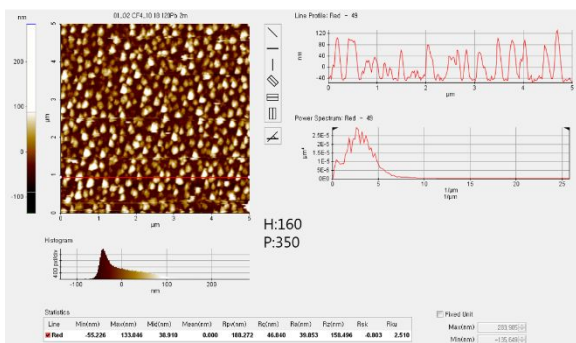 nm
01_02 CF4_10 18 120Pb 2m
Line Profile: Red - 49
200
100
0
-100
5
4
3
2
1
0
µm
0 1 2 3 4 5
µm
nm
120
80
40
0
-40
0 1 2 3 4 5
µm
Power Spectrum: Red - 49
2.5E-5
2E-5
1.5E-5
1E-5
5E-6
0E0
0 5 10 15 20 25
1/µm
1/µm
H:160
P:350
Histogram
-100 0 100 200
nm
Statistics
Line Min(nm) Max(nm) Mid(nm) Mean(nm) Rpv(nm) Rq(nm) Ra(nm) Rz(nm) Rsk Rku
Red -55.226 133.046 38.910 0.000 188.272 46.840 39.853 158.496 -0.803 2.510
Fixed Unit
Max(nm)
Min(nm)